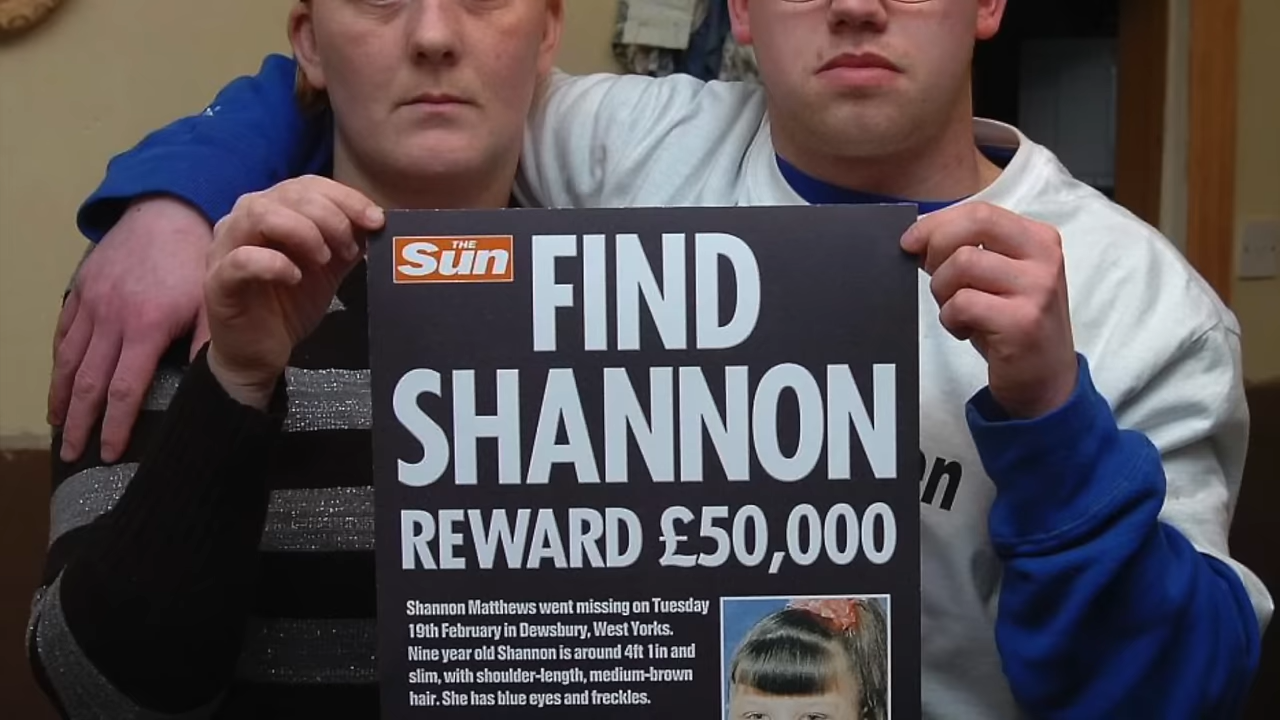 THE
Sun
FIND
SHANNON
REWARD £50,000
Shannon Matthews went missing on Tuesday
19th February in Dewsbury, West Yorks.
Nine year old Shannon is around 4ft 1in and
slim, with shoulder-length, medium-brown
hair. She has blue eyes and freckles.
en